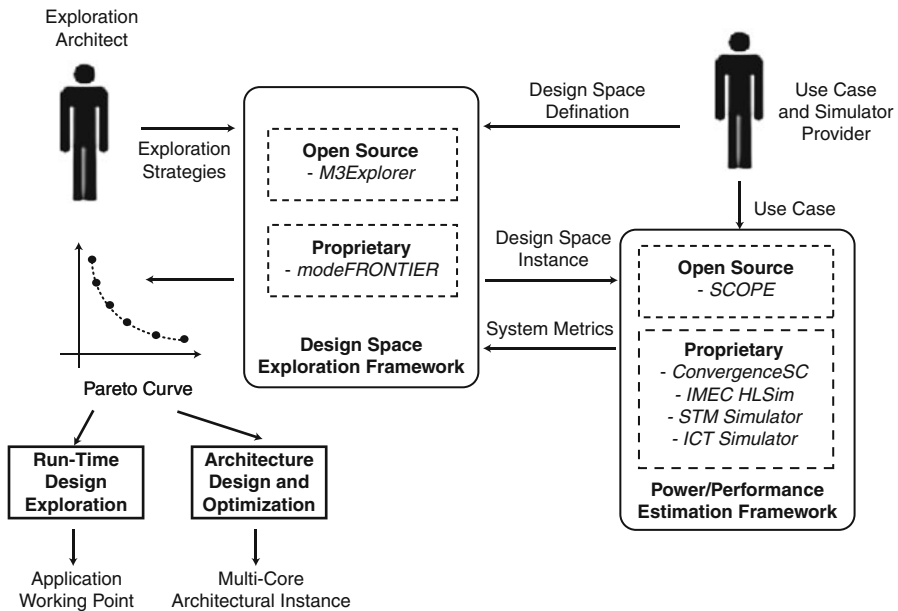 Exploration
Architect
Exploration
Strategies
Open Source
- M3Explorer
Proprietary
- modeFRONTIER
Design Space
Exploration Framework
Design Space
Defination
Use Case
and Simulator
Provider
Use Case
Design Space
Instance
System Metrics
Open Source
- SCOPE
Proprietary
- ConvergenceSC
- IMEC HLSim
- STM Simulator
- ICT Simulator
Power/Performance
Estimation Framework
Pareto Curve
Run-Time
Design
Exploration
Architecture
Design and
Optimization
Application
Working Point
Multi-Core
Architectural Instance